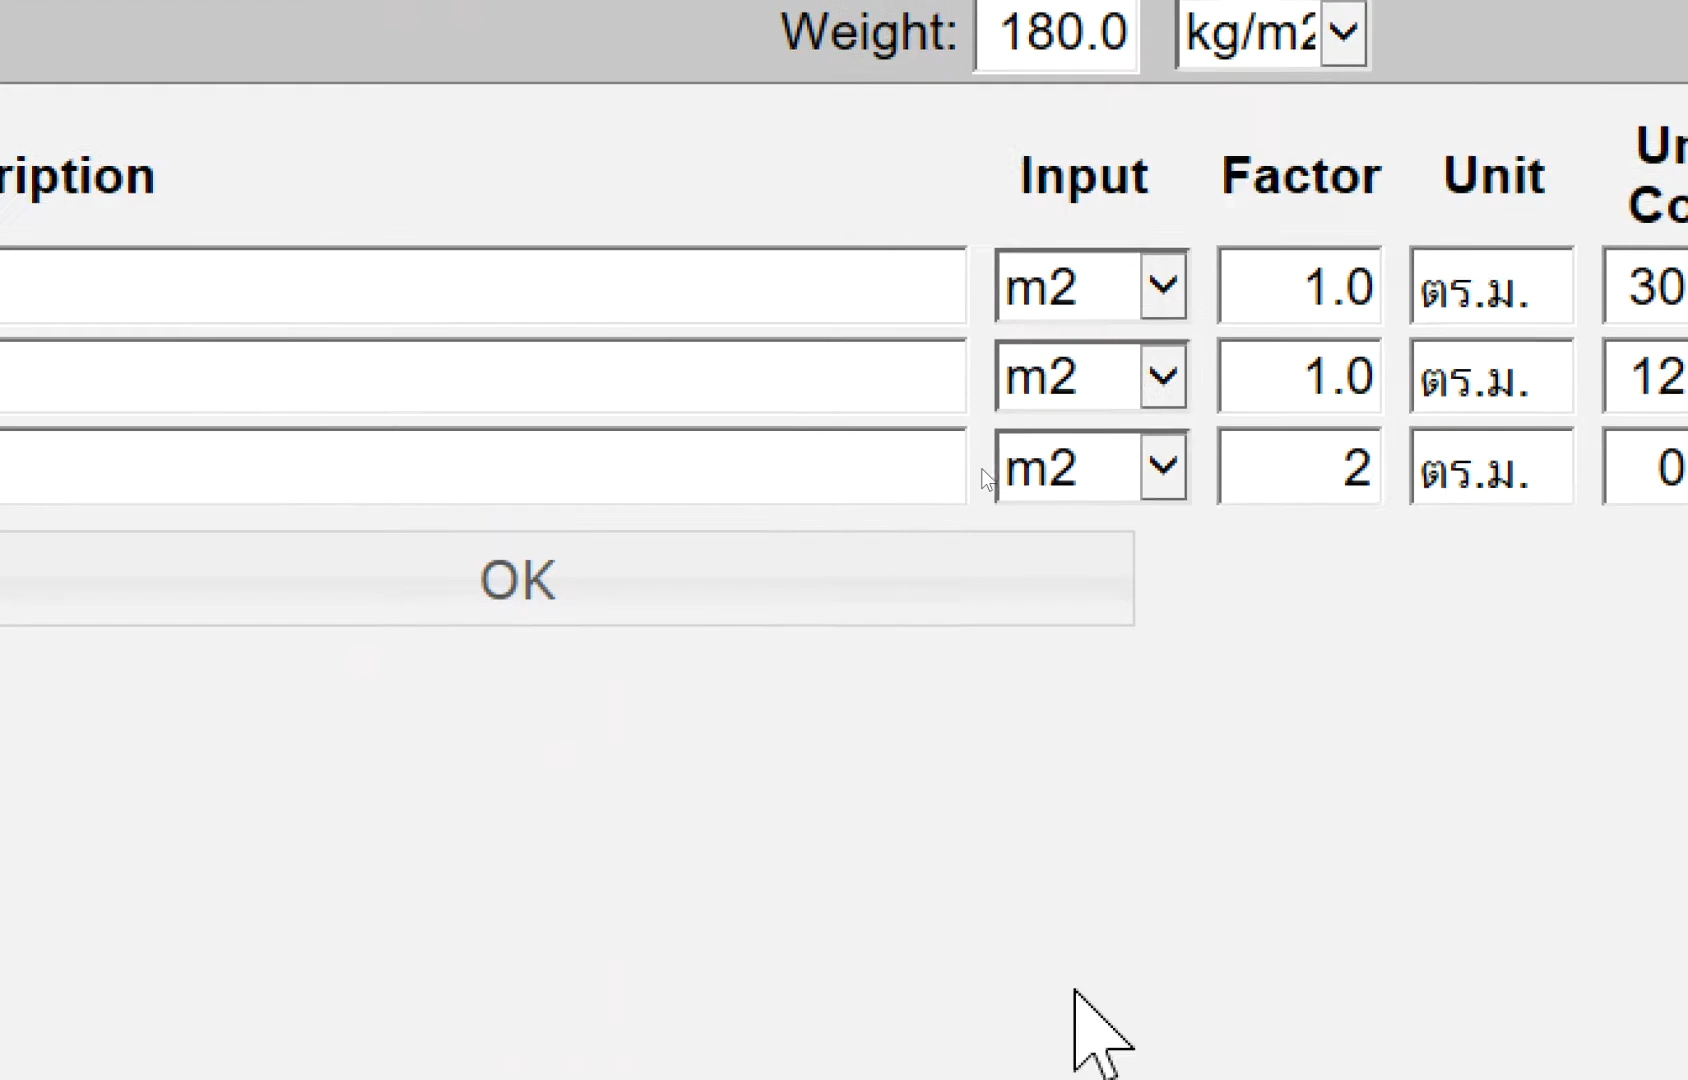 Weight: 180.0 kg/m2
ription Input Factor Unit Un
Co
m2 1.0 ตร.ม. 30
m2 1.0 ตร.ม. 12
m2 2 ตร.ม. 0
OK